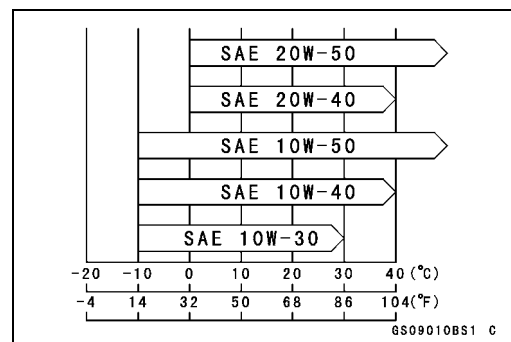 SAE 20W-50
SAE 20W-40
SAE 10W-50
SAE 10W-40
SAE 10W-30
-20 -10 0 10 20 30 40 (°C)
-4 14 32 50 68 86 104(°F)
GS09010BS1 C